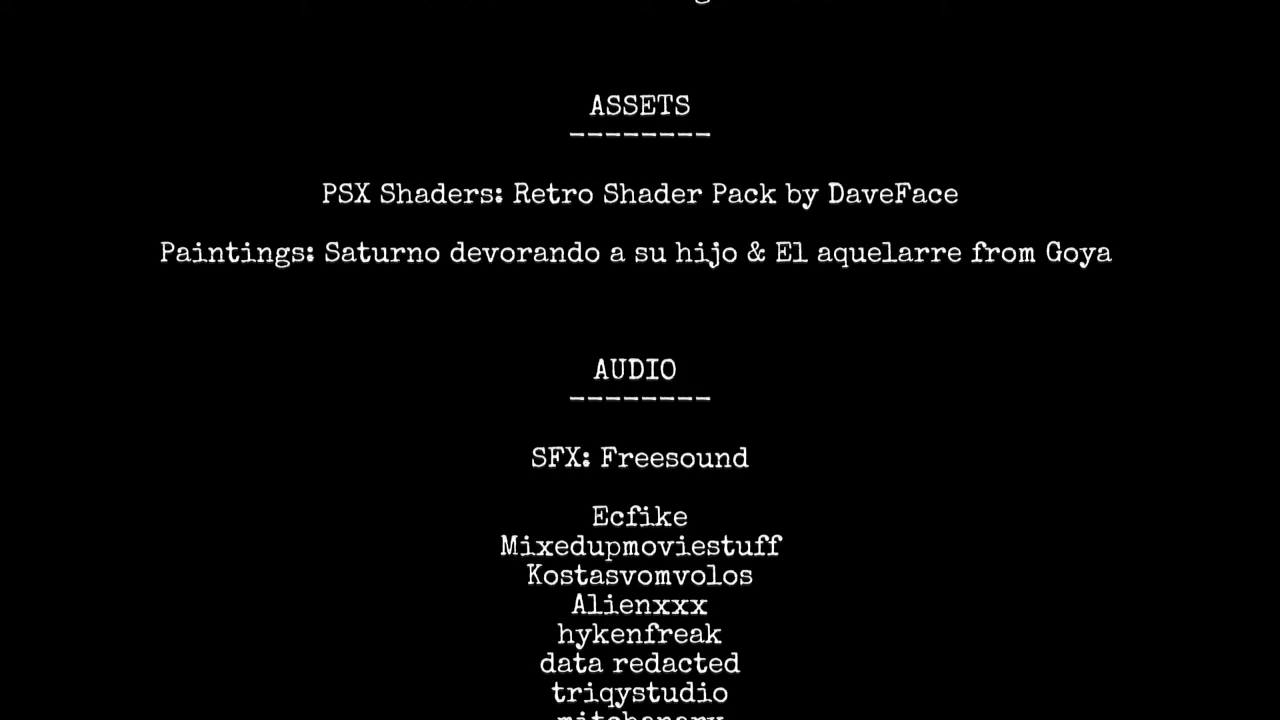 ASSETS
--------
PSX Shaders: Retro Shader Pack by DaveFace
Paintings: Saturno devorando a su hijo & El aquelarre from Goya
AUDIO
--------
SFX: Freesound
Ecfike
Mixedupmoviestuff
Kostasvomvolos
Alienxxx
hykenfreak
data redacted
triqystudio